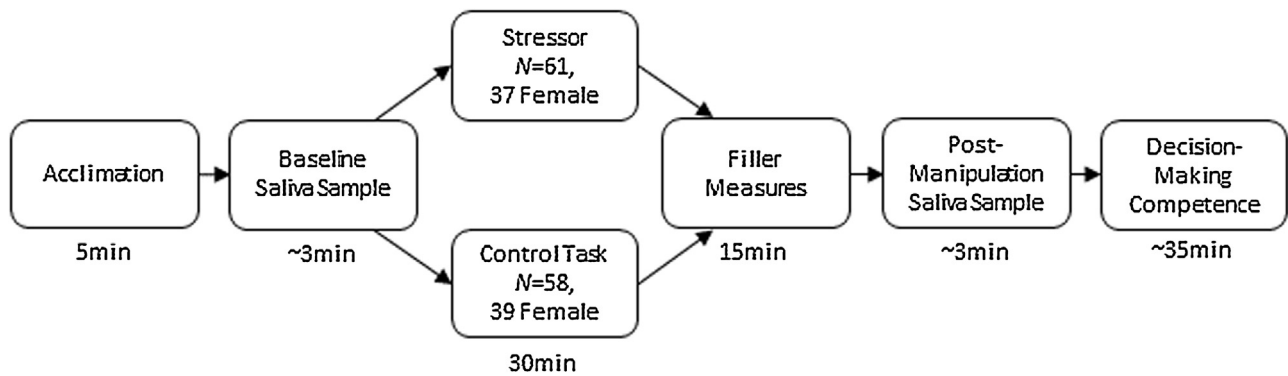 Acclimation
5min
Baseline
Saliva Sample
~3min
Stressor
N=61,
37 Female
Control Task
N=58,
39 Female
30min
Filler
Measures
15min
Post-
Manipulation
Saliva Sample
~3min
Decision-
Making
Competence
~35min